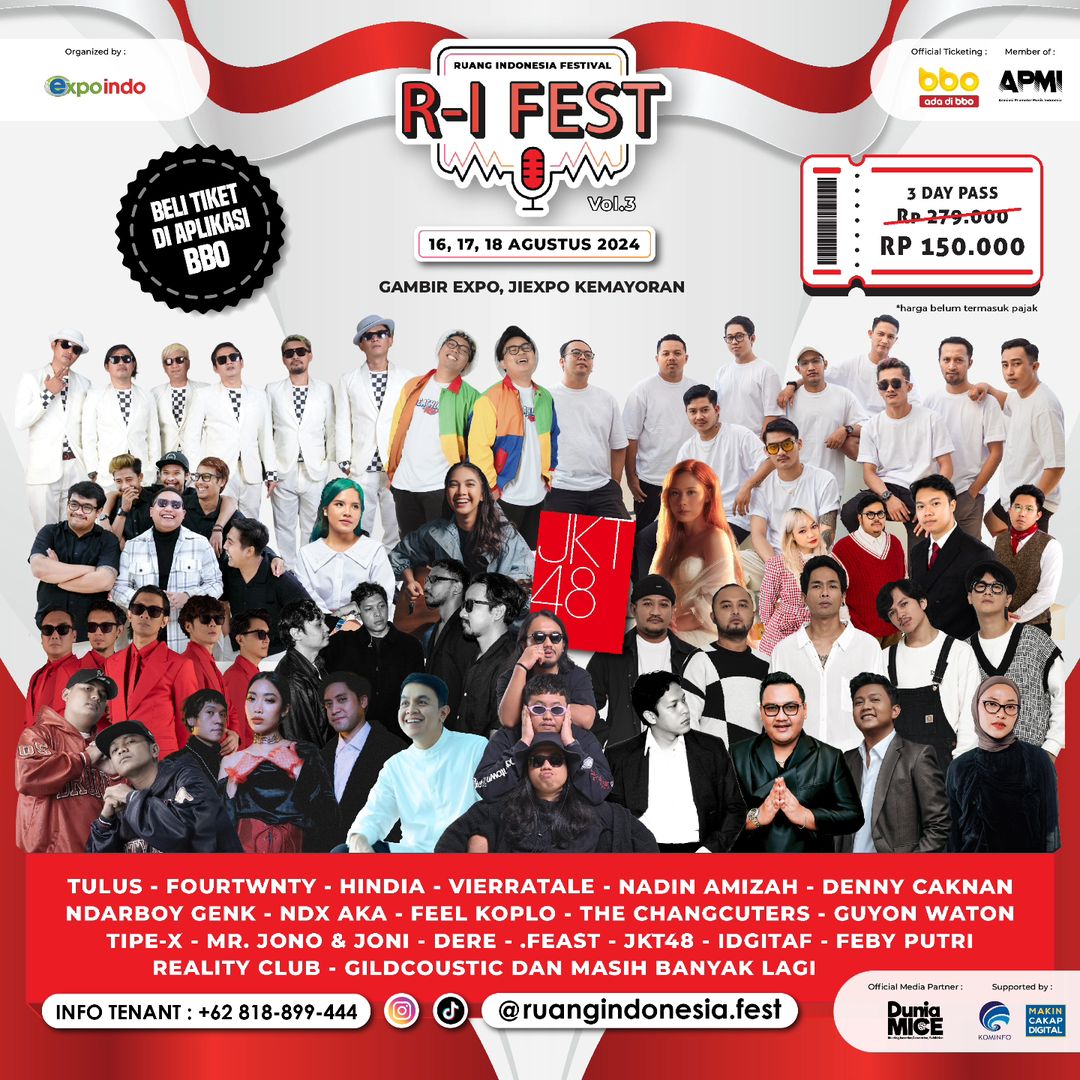 Organized by :
expoindo
RUANG INDONESIA FESTIVAL
R-I FEST
Vol.3
16, 17, 18 AGUSTUS 2024
GAMBIR EXPO, JIEXPO KEMAYORAN
Official Ticketing :
bbo
ada di bbo
Member of :
APMI
BELI TIKET
DI APLIKASI
BBO
3 DAY PASS
Rp 279.000
RP 150.000
*harga belum termasuk pajak
JKT
48
TULUS - FOURTWNTY - HINDIA - VIERRATALE - NADIN AMIZAH - DENNY CAKNAN
NDARBOY GENK - NDX AKA - FEEL KOPLO - THE CHANGCUTERS - GUYON WATON
TIPE-X - MR. JONO & JONI - DERE - .FEAST - JKT48 - IDGITAF - FEBY PUTRI
REALITY CLUB - GILDCOUSTIC DAN MASIH BANYAK LAGI
INFO TENANT : +62 818-899-444
@ruangindonesia.fest
Official Media Partner :
Dunia
MICE
Supported by :
KOMINFO
MAKIN
CAKAP
DIGITAL